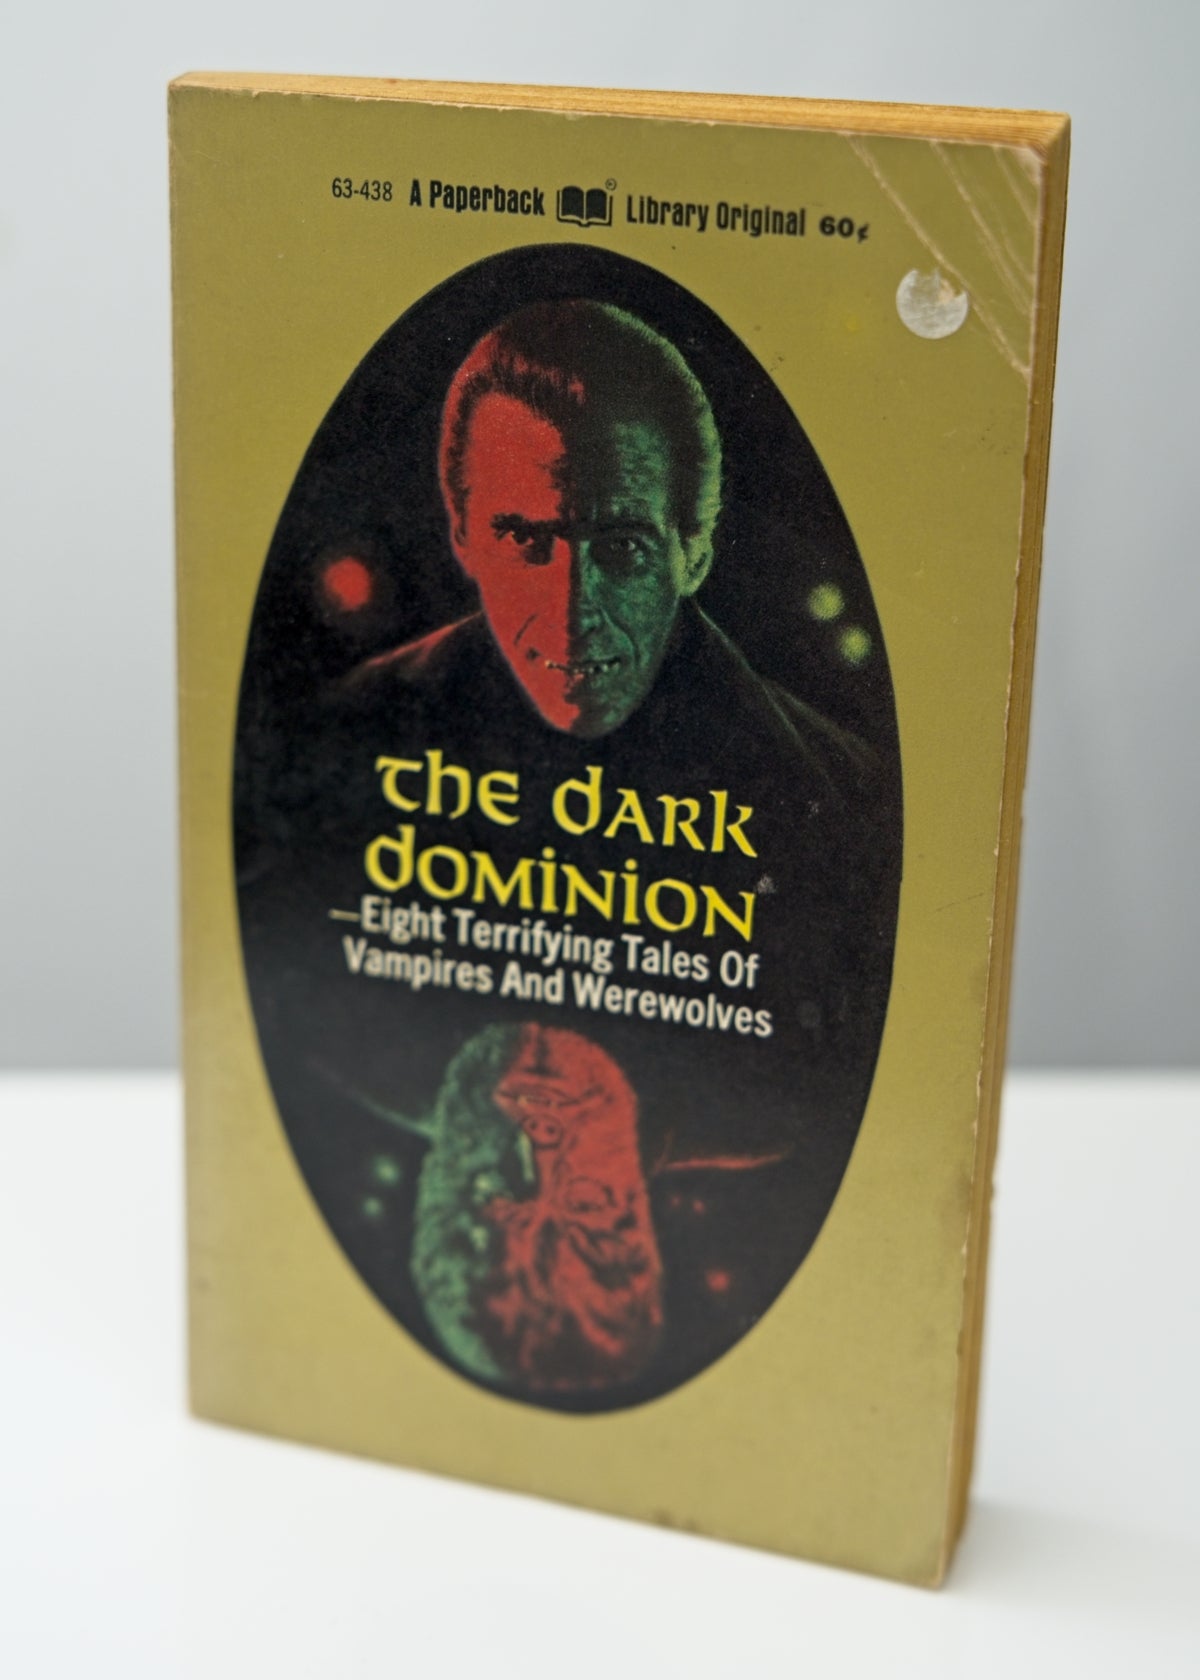 63-438 A Paperback Library Original 60¢
The Dark
Dominion
—Eight Terrifying Tales Of
Vampires And Werewolves